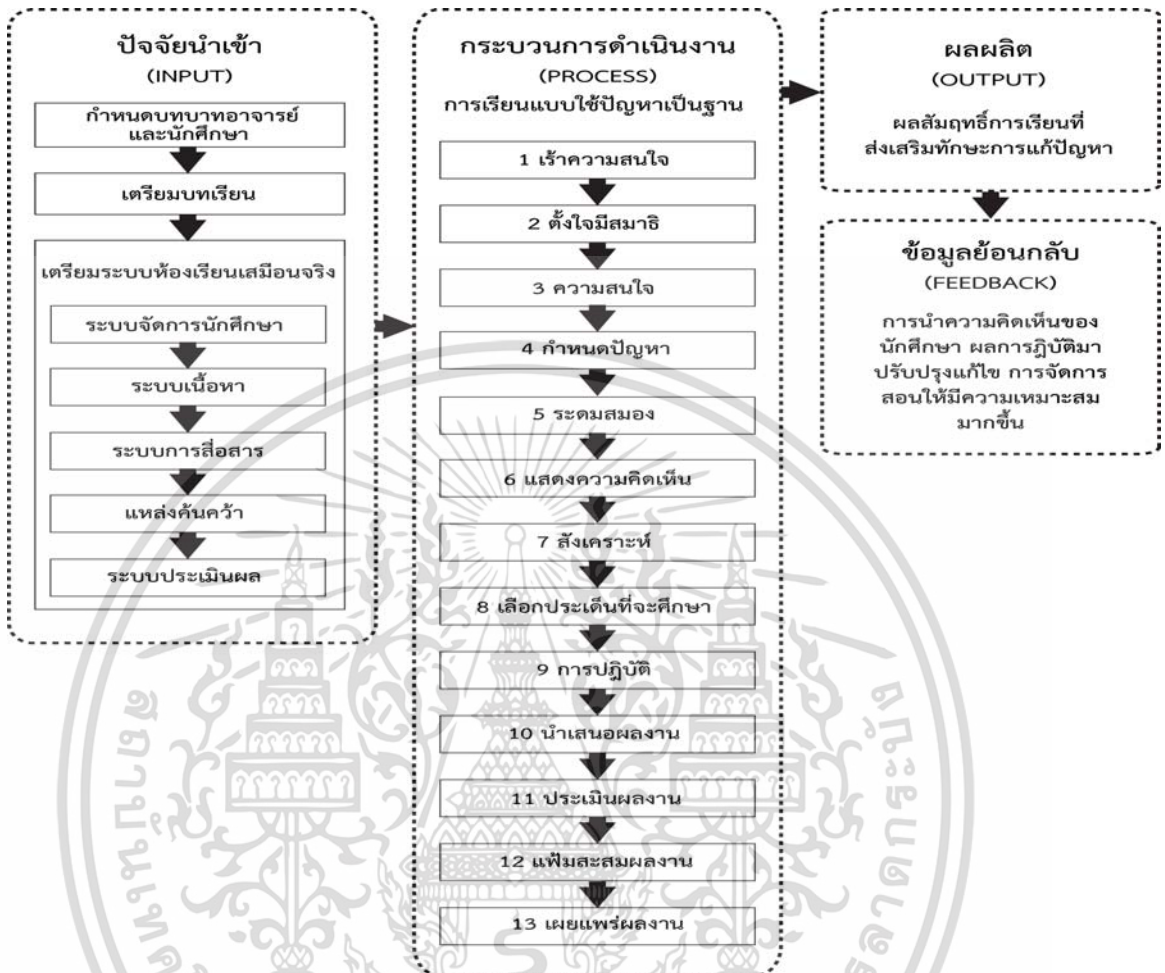 ปัจจัยนำเข้า
(INPUT)
กำหนดบทบาทอาจารย์
และนักศึกษา
เตรียมบทเรียน
เตรียมระบบห้องเรียนเสมือนจริง
ระบบจัดการนักศึกษา
ระบบเนื้อหา
ระบบการสื่อสาร
แหล่งค้นคว้า
ระบบประเมินผล
กระบวนการดำเนินงาน
(PROCESS)
การเรียนแบบใช้ปัญหาเป็นฐาน
1 เร้าความสนใจ
2 ตั้งใจมีสมาธิ
3 ความสนใจ
4 กำหนดปัญหา
5 ระดมสมอง
6 แสดงความคิดเห็น
7 สังเคราะห์
8 เลือกประเด็นที่จะศึกษา
9 การปฎิบัติ
10 นำเสนอผลงาน
11 ประเมินผลงาน
12 แฟ้มสะสมผลงาน
13 เผยแพร่ผลงาน
ผลผลิต
(OUTPUT)
ผลสัมฤทธิ์การเรียนที่
ส่งเสริมทักษะการแก้ปัญหา
ข้อมูลย้อนกลับ
(FEEDBACK)
การนำความคิดเห็นของ
นักศึกษา ผลการฎิบัติมา
ปรับปรุงแก้ไข การจัดการ
สอนให้มีความเหมาะสม
มากขึ้น